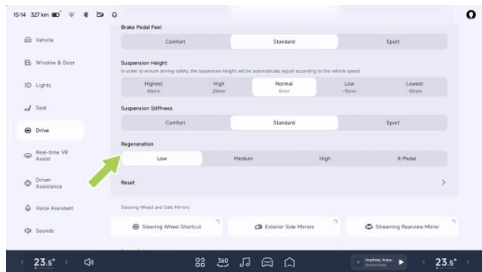 15:14 327 km
Brake Pedal Feel
Comfort Standard Sport
Vehicle
Window & Door
Lights
Seat
Drive
Real-time VR
Assist
Driver
Assistance
Voice Assistant
Sounds
Suspension Height
In order to ensure driving safety, the suspension height will be automatically adjust according to the vehicle speed
Highest High Normal Low Lowest
Suspension Stiffness
Comfort Standard Sport
Regeneration
Low Medium High X-Pedal
Reset
Steering Wheel and Side Mirrors
Steering Wheel Shortcut Exterior Side Mirrors Streaming Rearview Mirror
23.5° 360 23.5°